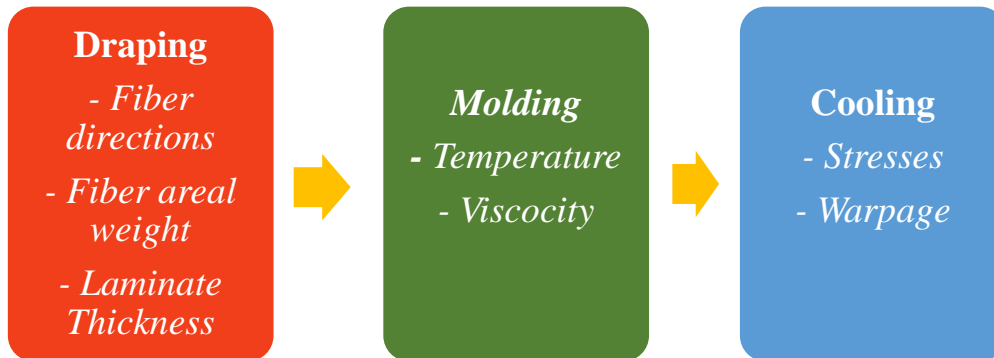 Draping
- Fiber
directions
- Fiber areal
weight
- Laminate
Thickness
Molding
- Temperature
- Viscocity
Cooling
- Stresses
- Warpage